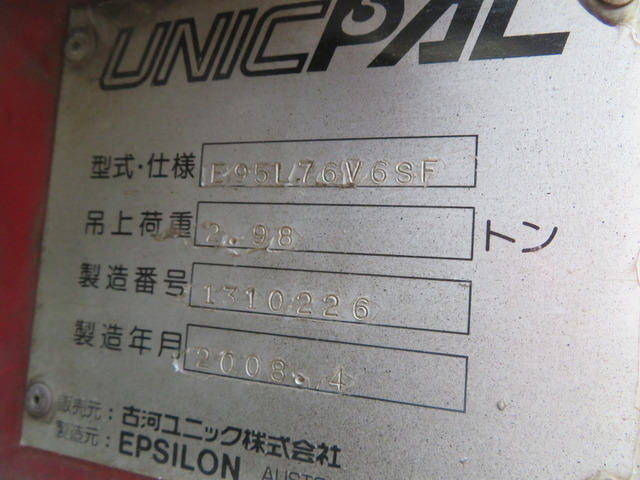 UNICPAL
型式・仕様 E95L76V6SF
吊上荷重 2.98 トン
製造番号 1310226
製造年月 2008.4
販売元：古河ユニック株式会社
製造元：EPSILON